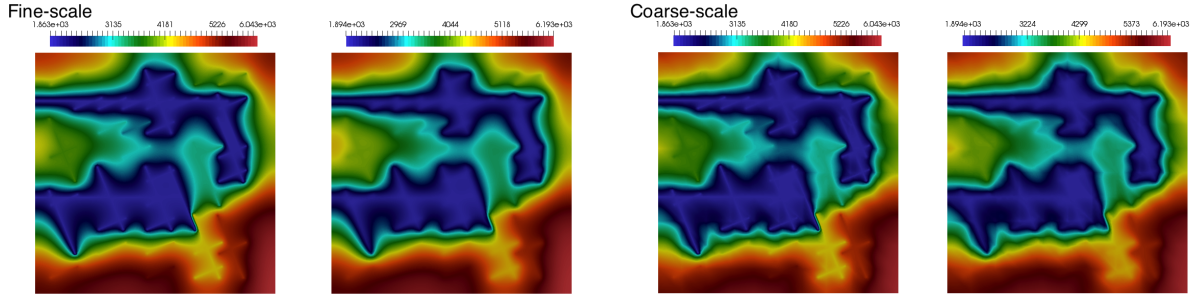 Fine-scale
1.863e+03 3135 4181 5226 6.043e+03
1.894e+03 2969 4044 5118 6.193e+03
Coarse-scale
1.863e+03 3135 4180 5226 6.043e+03
1.894e+03 3224 4299 5373 6.193e+03